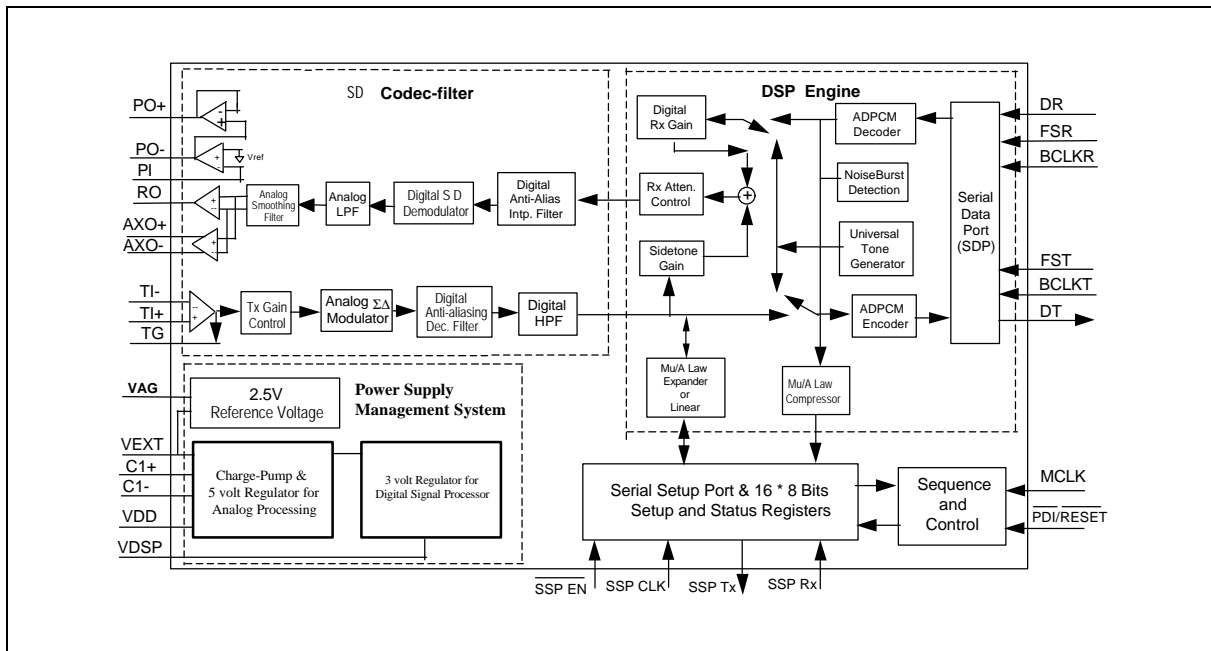 SD Codec-filter
DSP Engine
PO+
PO-
PI
RO
AXO+
AXO-
TI-
TI+
TG
VAG
VEXT
C1+
C1-
VDD
VDSP
-
+
+
-
Vref
+
--
+
-
--
+
Analog
Smoothing
Filter
Analog
LPF
Digital S D
Demodulator
Digital
Anti-Alias
Intp. Filter
Tx Gain
Control
Analog ΣΔ
Modulator
Digital
Anti-aliasing
Dec. Filter
Digital
HPF
Digital
Rx Gain
Rx Atten.
Control
+
Sidetone
Gain
ADPCM
Decoder
NoiseBurst
Detection
Universal
Tone
Generator
ADPCM
Encoder
Serial
Data
Port
(SDP)
DR
FSR
BCLKR
FST
BCLKT
DT
Mu/A Law
Expander
or
Linear
Mu/A Law
Compressor
2.5V
Reference Voltage
Power Supply
Management System
Charge-Pump &
5 volt Regulator for
Analog Processing
3 volt Regulator for
Digital Signal Processor
Serial Setup Port & 16 * 8 Bits
Setup and Status Registers
Sequence
and
Control
MCLK
PDI/RESET
SSP EN
SSP CLK
SSP Tx
SSP Rx